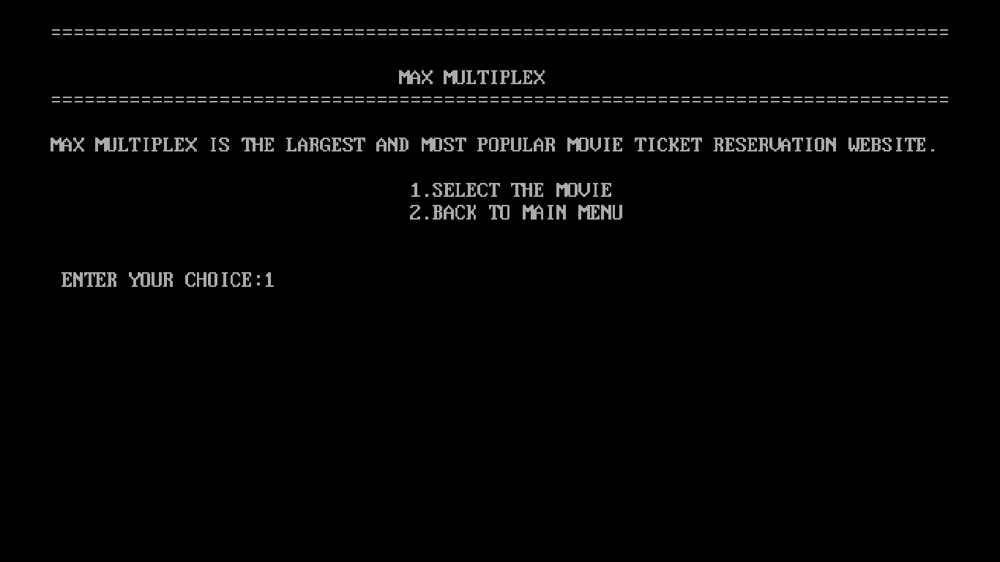 ================================================================================
MAX MULTIPLEX
================================================================================
MAX MULTIPLEX IS THE LARGEST AND MOST POPULAR MOVIE TICKET RESERVATION WEBSITE.
1.SELECT THE MOVIE
2.BACK TO MAIN MENU
ENTER YOUR CHOICE:1